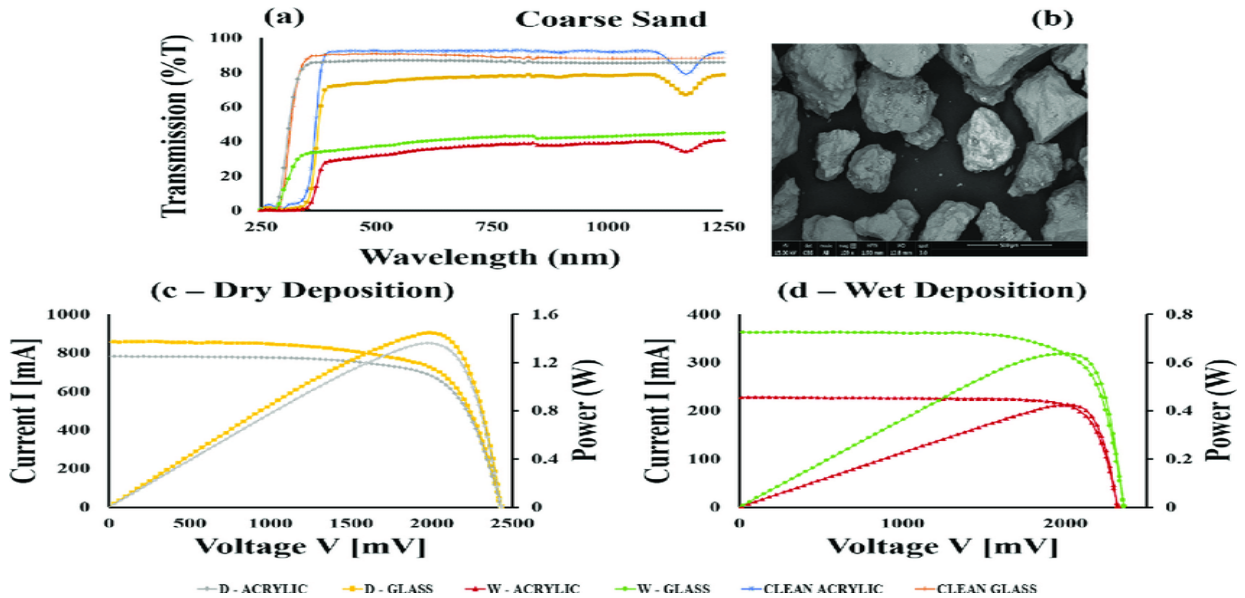 (a) Coarse Sand (b)
Transmission (%T)
100
80
60
40
20
0
250 500 750 1000 1250
Wavelength (nm)
(c – Dry Deposition) (d – Wet Deposition)
Current I [mA]
1000
800
600
400
200
0
1.6
1.2
0.8
0.4
0
Power (W)
0 500 1000 1500 2000 2500
Voltage V [mV]
Current I [mA]
400
300
200
100
0
0.8
0.6
0.4
0.2
0
Power (W)
0 1000 2000
Voltage V [mV]
D - ACRYLIC D - GLASS W - ACRYLIC W - GLASS CLEAN ACRYLIC CLEAN GLASS